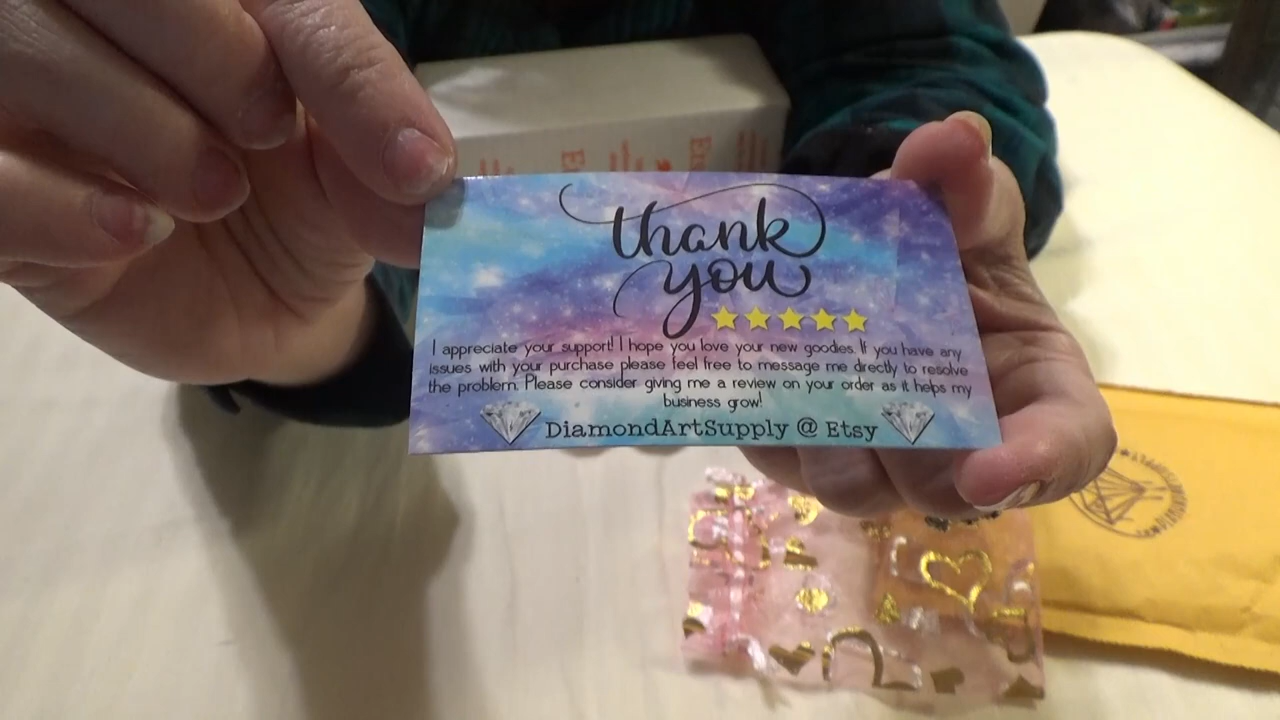 thank
you
I appreciate your support! I hope you love your new goodies. If you have any
issues with your purchase please feel free to message me directly to resolve
the problem. Please consider giving me a review on your order as it helps my
business grow!
DiamondArtSupply @ Etsy